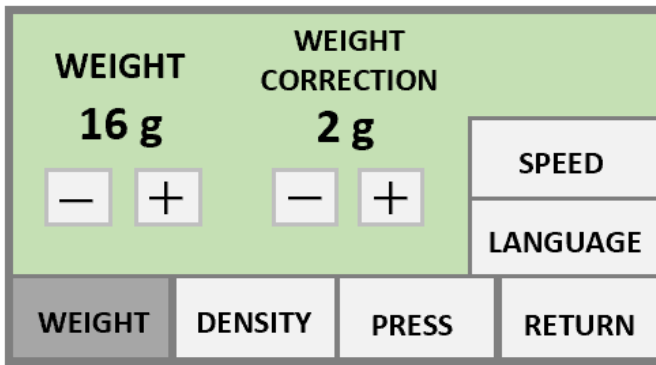 WEIGHT
16 g
− +
WEIGHT
CORRECTION
2 g
− +
SPEED
LANGUAGE
WEIGHT DENSITY PRESS RETURN